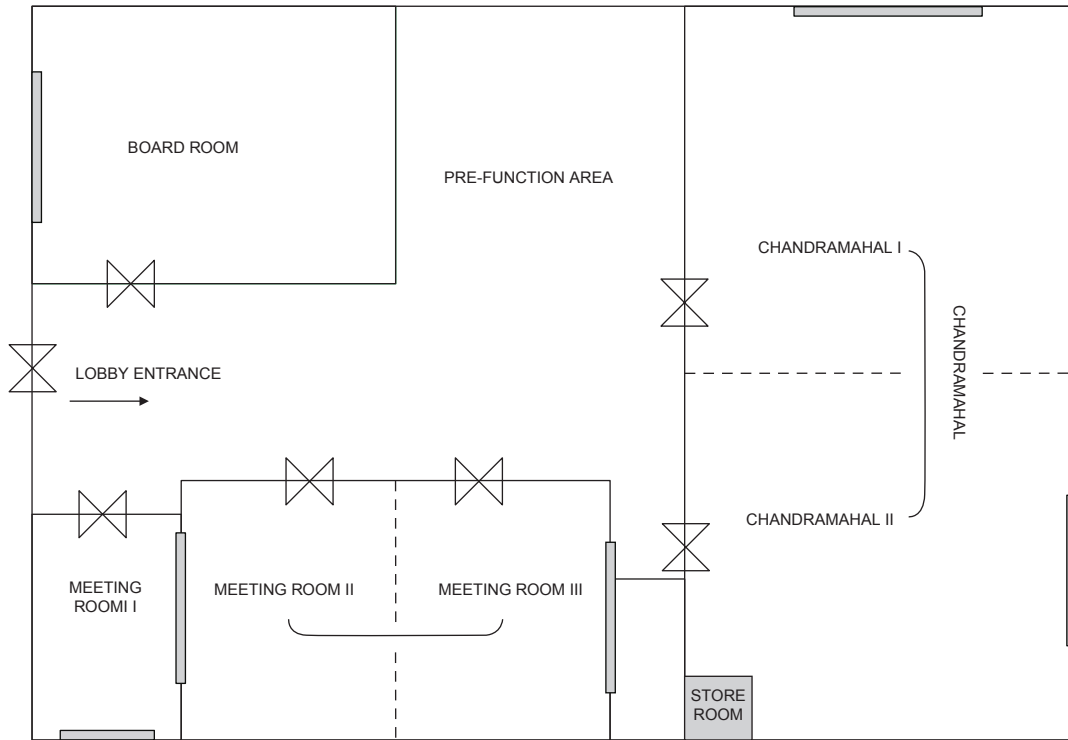 BOARD ROOM
PRE-FUNCTION AREA
CHANDRAMAHAL I
CHANDRAMAHAL
LOBBY ENTRANCE
CHANDRAMAHAL II
MEETING
ROOMI I
MEETING ROOM II
MEETING ROOM III
STORE
ROOM